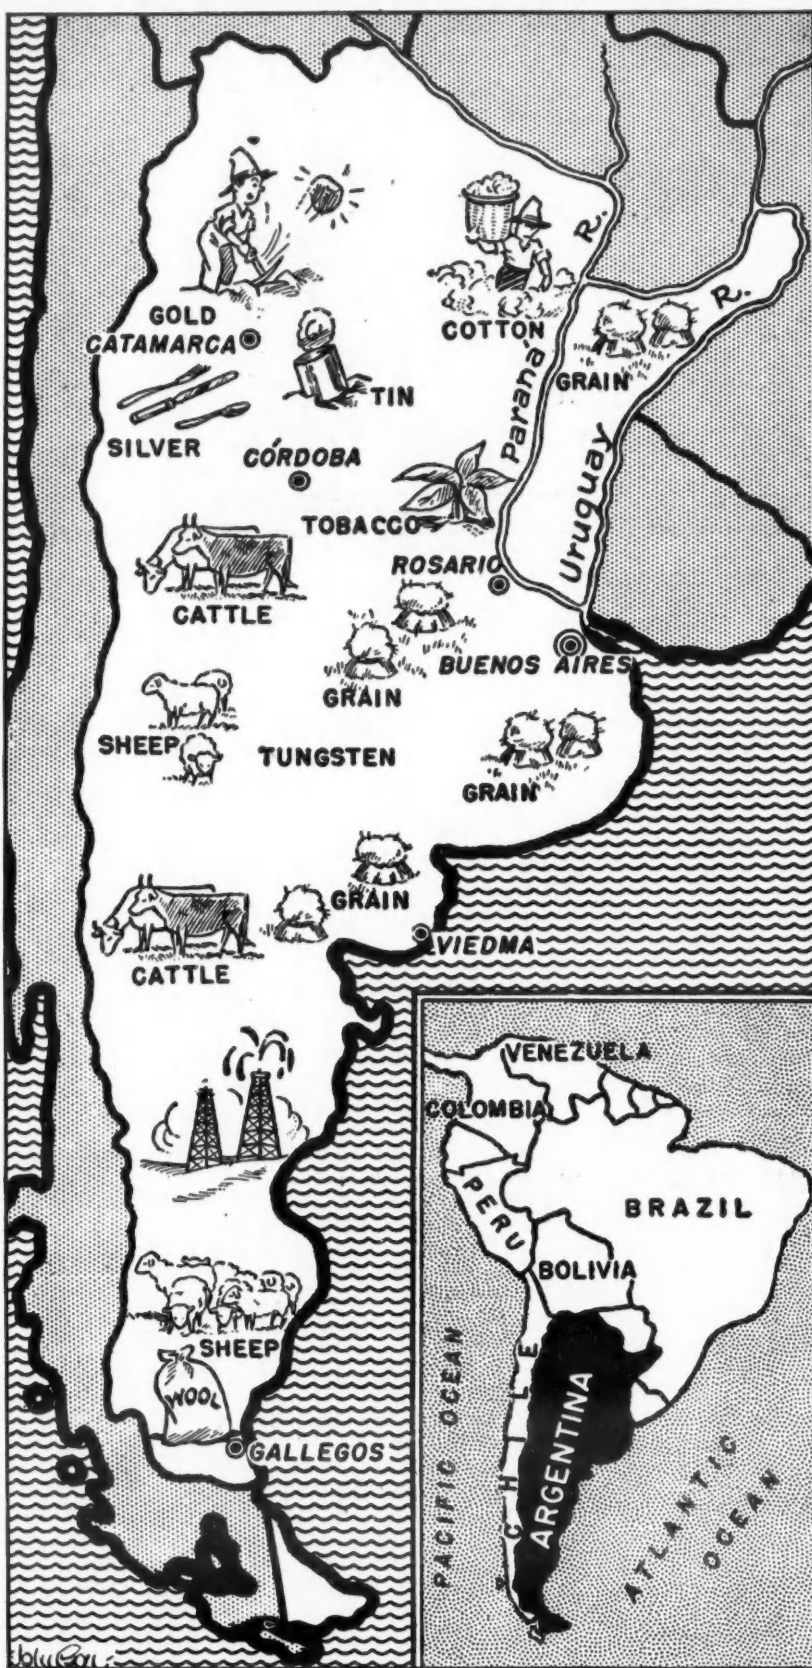 GOLD
CATAMARCA
COTTON
R.
R.
GRAIN
TIN
Paraná
SILVER
CÓRDOBA
Uruguay
TOBACCO
ROSARIO
CATTLE
BUENOS AIRES
GRAIN
SHEEP
TUNGSTEN
GRAIN
GRAIN
VIEDMA
CATTLE
SHEEP
WOOL
GALLEGOS
VENEZUELA
COLOMBIA
PERU
BRAZIL
BOLIVIA
CHILE
ARGENTINA
PACIFIC OCEAN
ATLANTIC
OCEAN